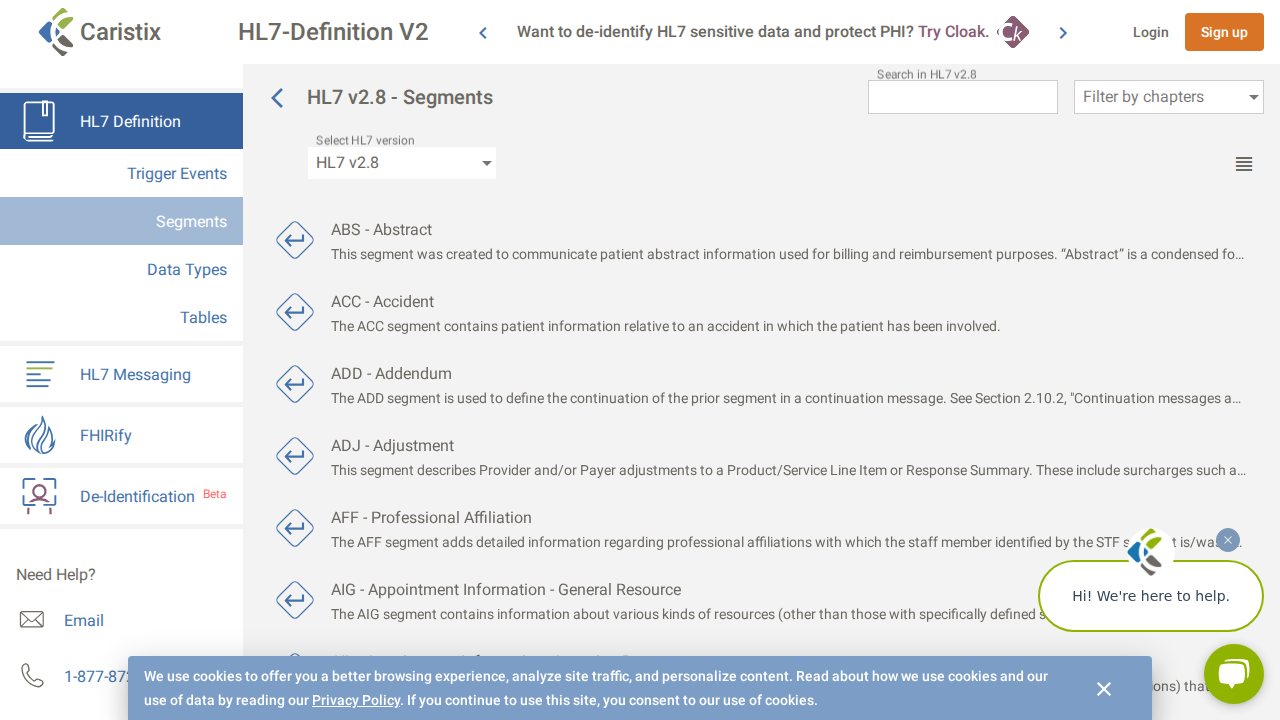 Caristix
HL7-Definition V2
Want to de-identify HL7 sensitive data and protect PHI? Try Cloak.
Ck
Login
Sign up
HL7 Definition
Trigger Events
Segments
Data Types
Tables
HL7 Messaging
FHIRify
De-Identification Beta
Need Help?
Email
1-877-872
HL7 v2.8 - Segments
Search in HL7 v2.8
Filter by chapters
Select HL7 version
HL7 v2.8
ABS - Abstract
This segment was created to communicate patient abstract information used for billing and reimbursement purposes. “Abstract” is a condensed fo…
ACC - Accident
The ACC segment contains patient information relative to an accident in which the patient has been involved.
ADD - Addendum
The ADD segment is used to define the continuation of the prior segment in a continuation message. See Section 2.10.2, "Continuation messages a…
ADJ - Adjustment
This segment describes Provider and/or Payer adjustments to a Product/Service Line Item or Response Summary. These include surcharges such a…
AFF - Professional Affiliation
The AFF segment adds detailed information regarding professional affiliations with which the staff member identified by the STF s t is/was
AIG - Appointment Information - General Resource
The AIG segment contains information about various kinds of resources (other than those with specifically defined s
ions) that
Hi! We're here to help.
We use cookies to offer you a better browsing experience, analyze site traffic, and personalize content. Read about how we use cookies and our
use of data by reading our Privacy Policy. If you continue to use this site, you consent to our use of cookies.